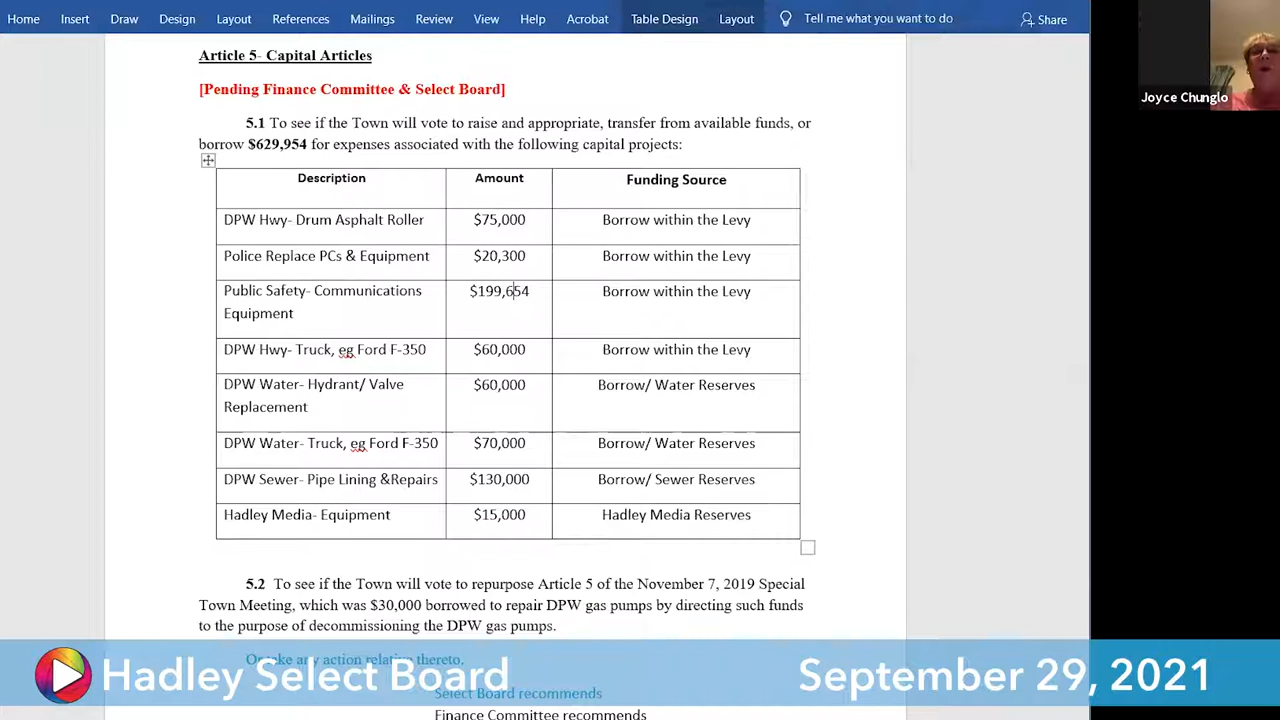 Home Insert Draw Design Layout References Mailings Review View Help Acrobat Table Design Layout Tell me what you want to do Share
Joyce Chunglo
Article 5- Capital Articles
[Pending Finance Committee & Select Board]
5.1 To see if the Town will vote to raise and appropriate, transfer from available funds, or
borrow $629,954 for expenses associated with the following capital projects:
Description Amount Funding Source
DPW Hwy- Drum Asphalt Roller $75,000 Borrow within the Levy
Police Replace PCs & Equipment $20,300 Borrow within the Levy
Public Safety- Communications $199,654 Borrow within the Levy
Equipment
DPW Hwy- Truck, eg Ford F-350 $60,000 Borrow within the Levy
DPW Water- Hydrant/ Valve $60,000 Borrow/ Water Reserves
Replacement
DPW Water- Truck, eg Ford F-350 $70,000 Borrow/ Water Reserves
DPW Sewer- Pipe Lining &Repairs $130,000 Borrow/ Sewer Reserves
Hadley Media- Equipment $15,000 Hadley Media Reserves
5.2 To see if the Town will vote to repurpose Article 5 of the November 7, 2019 Special
Town Meeting, which was $30,000 borrowed to repair DPW gas pumps by directing such funds
to the purpose of decommissioning the DPW gas pumps.
Or take any action relative thereto.
Hadley Select Board September 29, 2021
Select Board recommends
Finance Committee recommends